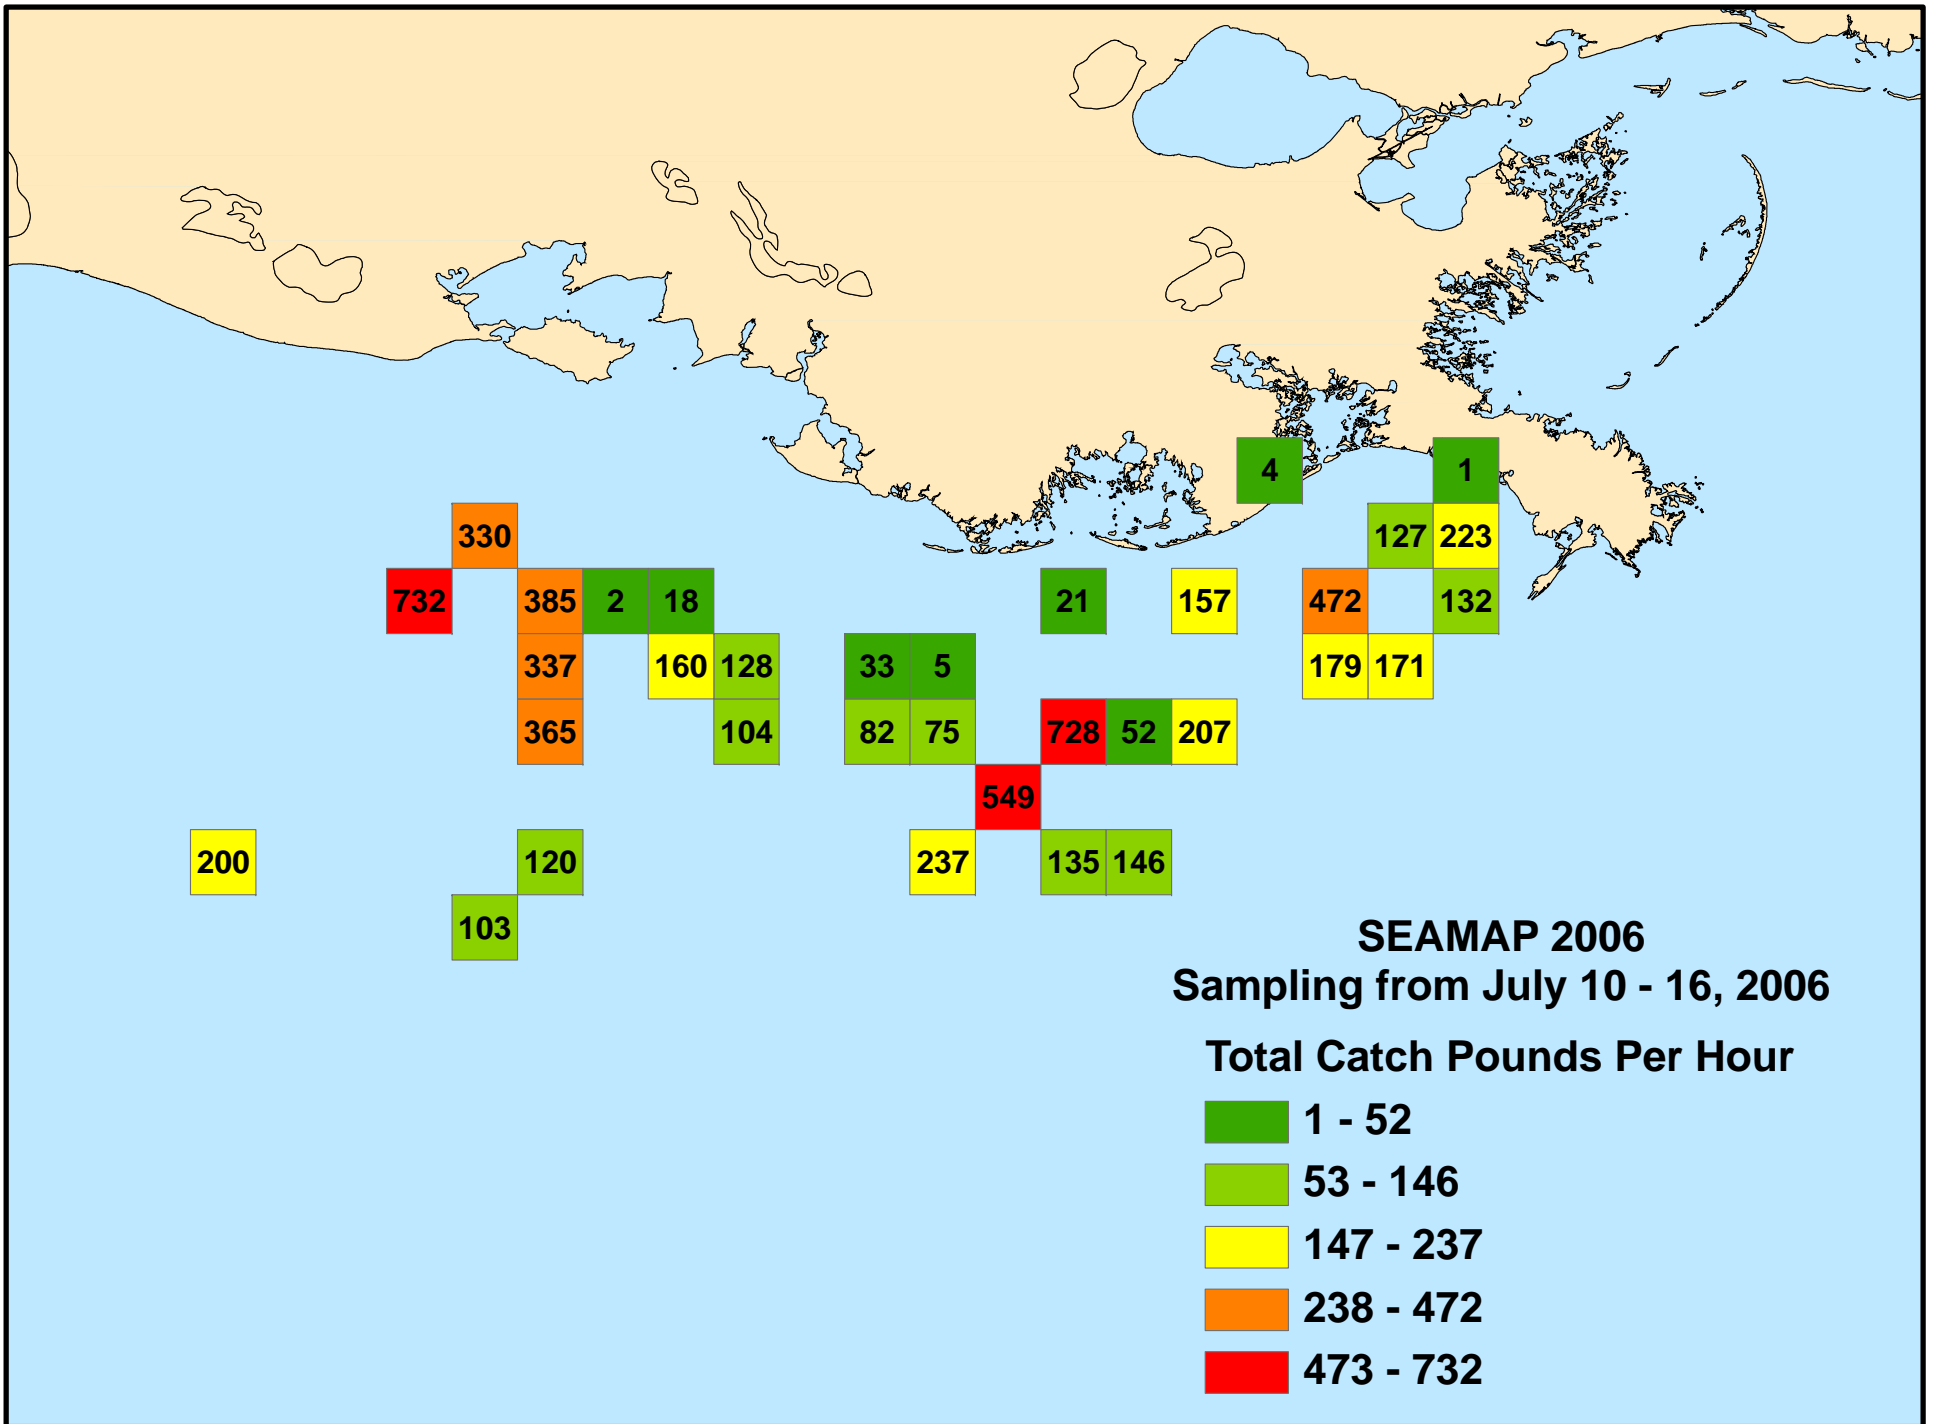 4 1
330 127 223
732 385 2 18 21 157 472 132
337 160 128 33 5 179 171
365 104 82 75 728 52 207
549
200 120 237 135 146
103
SEAMAP 2006
Sampling from July 10 - 16, 2006
Total Catch Pounds Per Hour
1 - 52
53 - 146
147 - 237
238 - 472
473 - 732